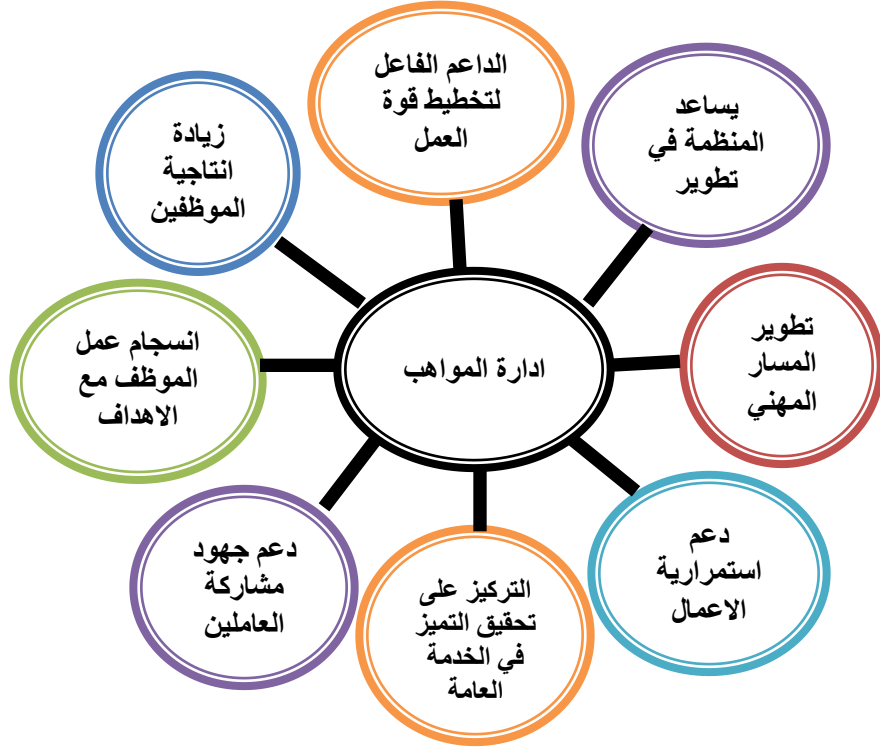 الداعم الفاعل
لتخطيط قوة
العمل
يساعد
المنظمة في
تطوير
تطوير
المسار
المهني
دعم
استمرارية
الاعمال
التركيز على
تحقيق التميز
في الخدمة
العامة
دعم جهود
مشاركة
العاملين
انسجام عمل
الموظف مع
الاهداف
زيادة
انتاجية
الموظفين
ادارة المواهب